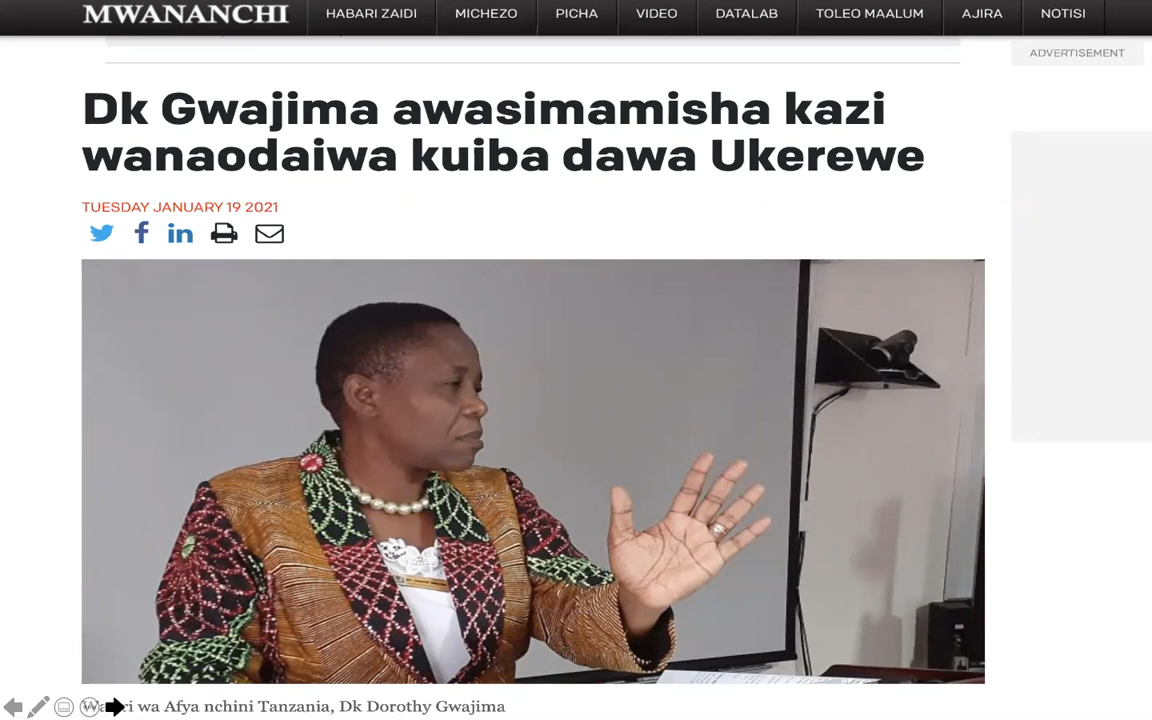 MWANANCHI HABARI ZAIDI MICHEZO PICHA VIDEO DATALAB TOLEO MAALUM AJIRA NOTISI
ADVERTISEMENT
Dk Gwajima awasimamisha kazi
wanaodaiwa kuiba dawa Ukerewe
TUESDAY JANUARY 19 2021
wa Afya nchini Tanzania, Dk Dorothy Gwajima